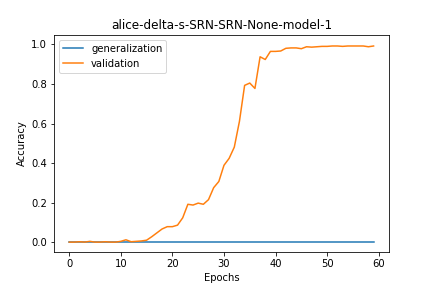 alice-delta-s-SRN-SRN-None-model-1
generalization
validation
Accuracy
1.0
0.8
0.6
0.4
0.2
0.0
0 10 20 30 40 50 60
Epochs